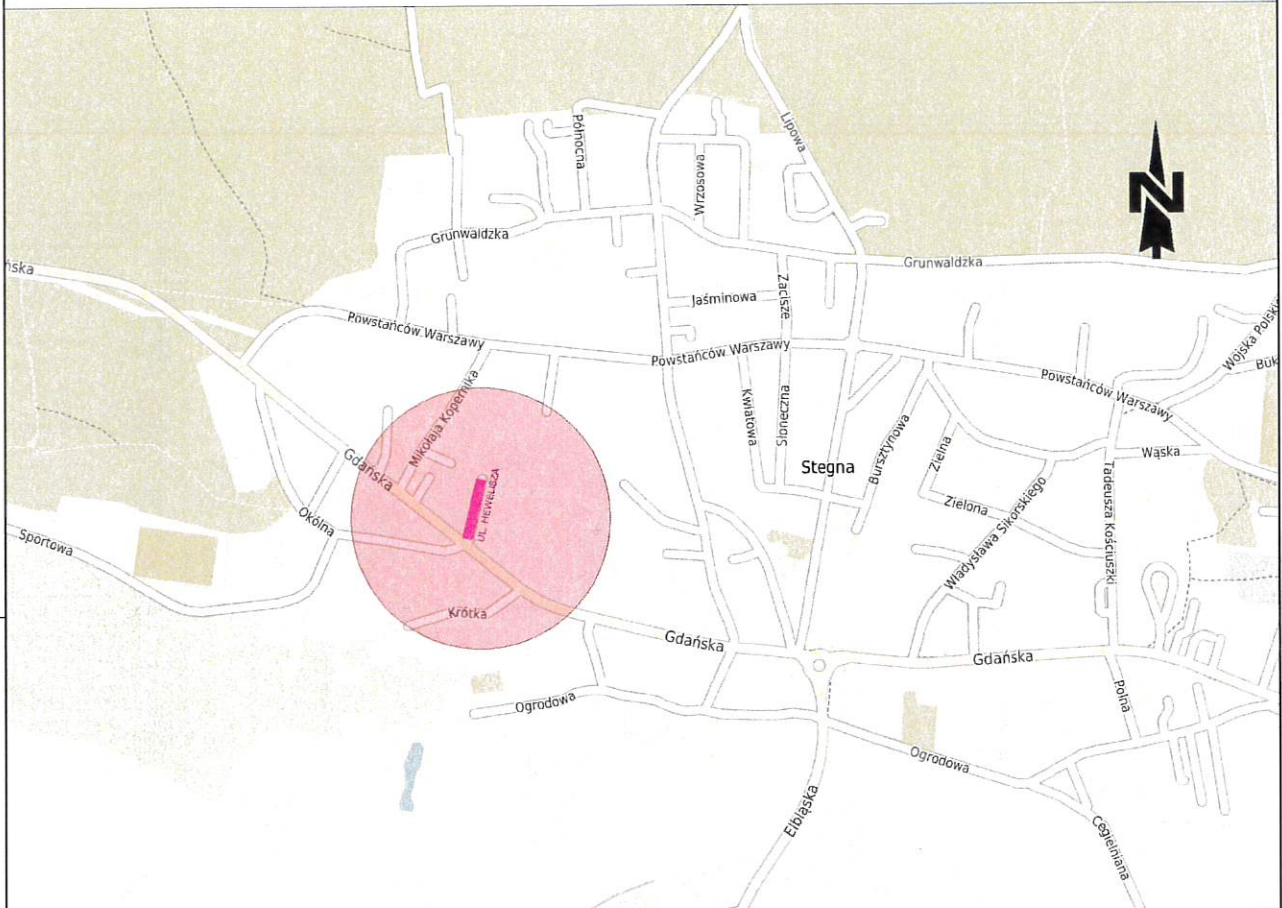 Lipowa
Północna
Wrzosowa
N
Grunwaldzka
Grunwaldzka
ńska
Zacisze
Jaśminowa
Powstańców Warszawy
Powstańców Warszawy
Wojska Polski
Bük
Powstańców Warszawy
Mikołaja Kopernika
Kwiatowa
Słoneczna
Bursztynowa
Zielna
Wąska
Gdańska
Stegna
UL. HEWELIUSZA
Zielona
Władysława Sikorskiego
Tadeusza Kościuszki
Okólna
Sportowa
Krótka
Gdańska
Gdańska
Polna
Ogrodowa
Ogrodowa
Elbląska
Cegielniana